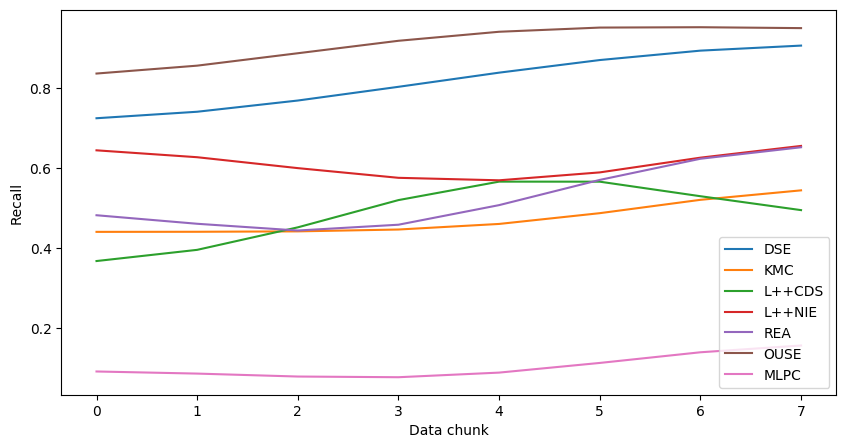 Recall
0.8
0.6
0.4
0.2
0 1 2 3 4 5 6 7
Data chunk
DSE
KMC
L++CDS
L++NIE
REA
OUSE
MLPC